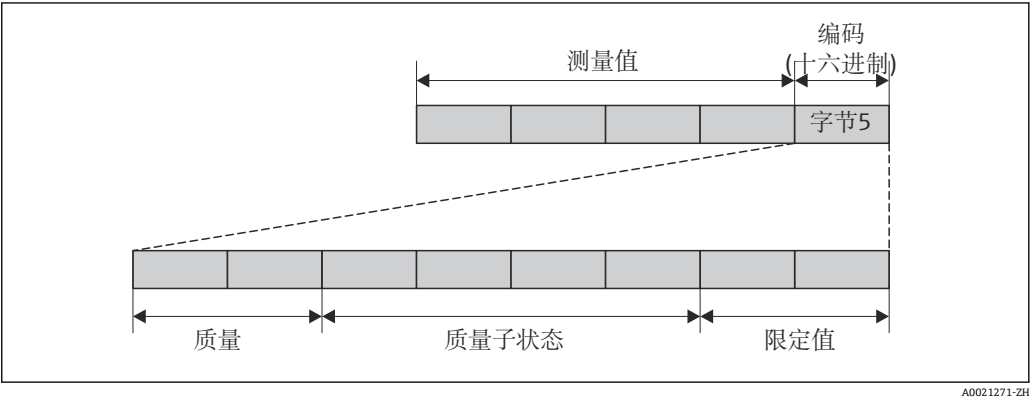 编码
测量值
(十六进制)
字节5
质量
质量子状态
限定值
A0021271-ZH